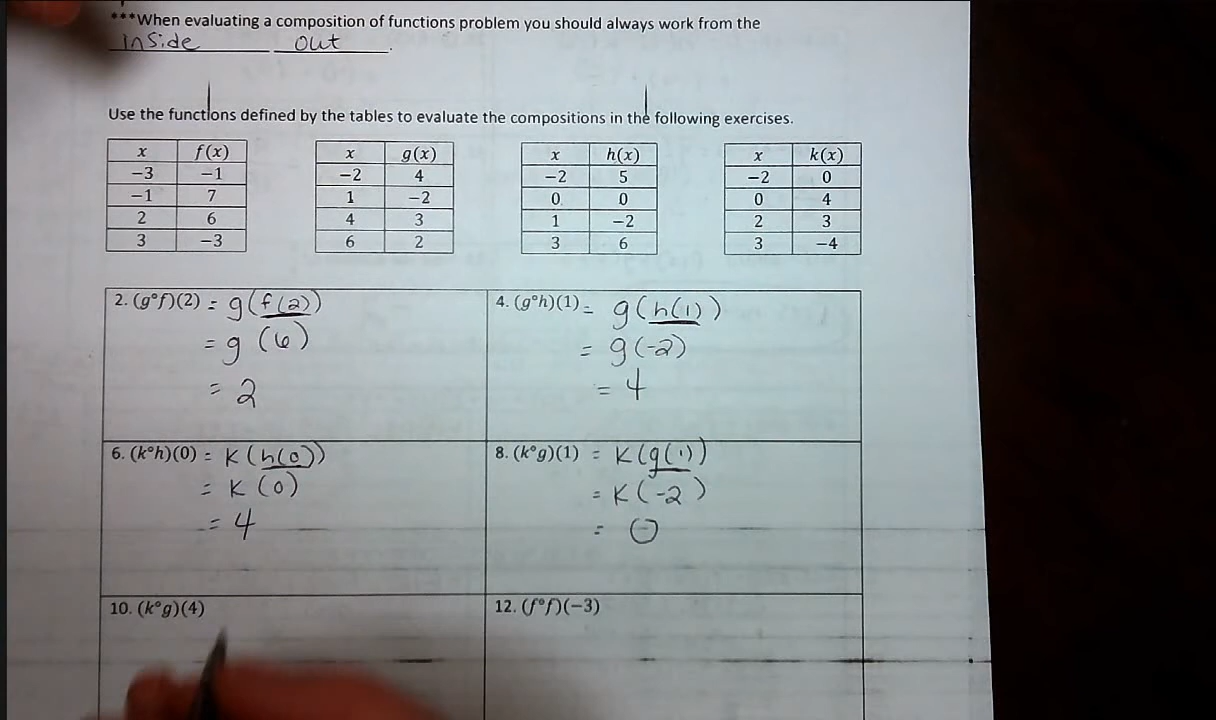 ***When evaluating a composition of functions problem you should always work from the
inside out.
Use the functions defined by the tables to evaluate the compositions in the following exercises.
x f(x)
−3 −1
−1 7
2 6
3 −3
x g(x)
−2 4
1 −2
4 3
6 2
x h(x)
−2 5
0 0
1 −2
3 6
x k(x)
−2 0
0 4
2 3
3 −4
2. (g°f)(2) = g(f(2))
= g (6)
= 2
4. (g°h)(1) = g(h(1))
= g(-2)
= 4
6. (k°h)(0) = K(h(0))
= K(0)
= 4
8. (k°g)(1) = K(g(1))
= K(-2)
= 0
10. (k°g)(4)
12. (f°f)(−3)